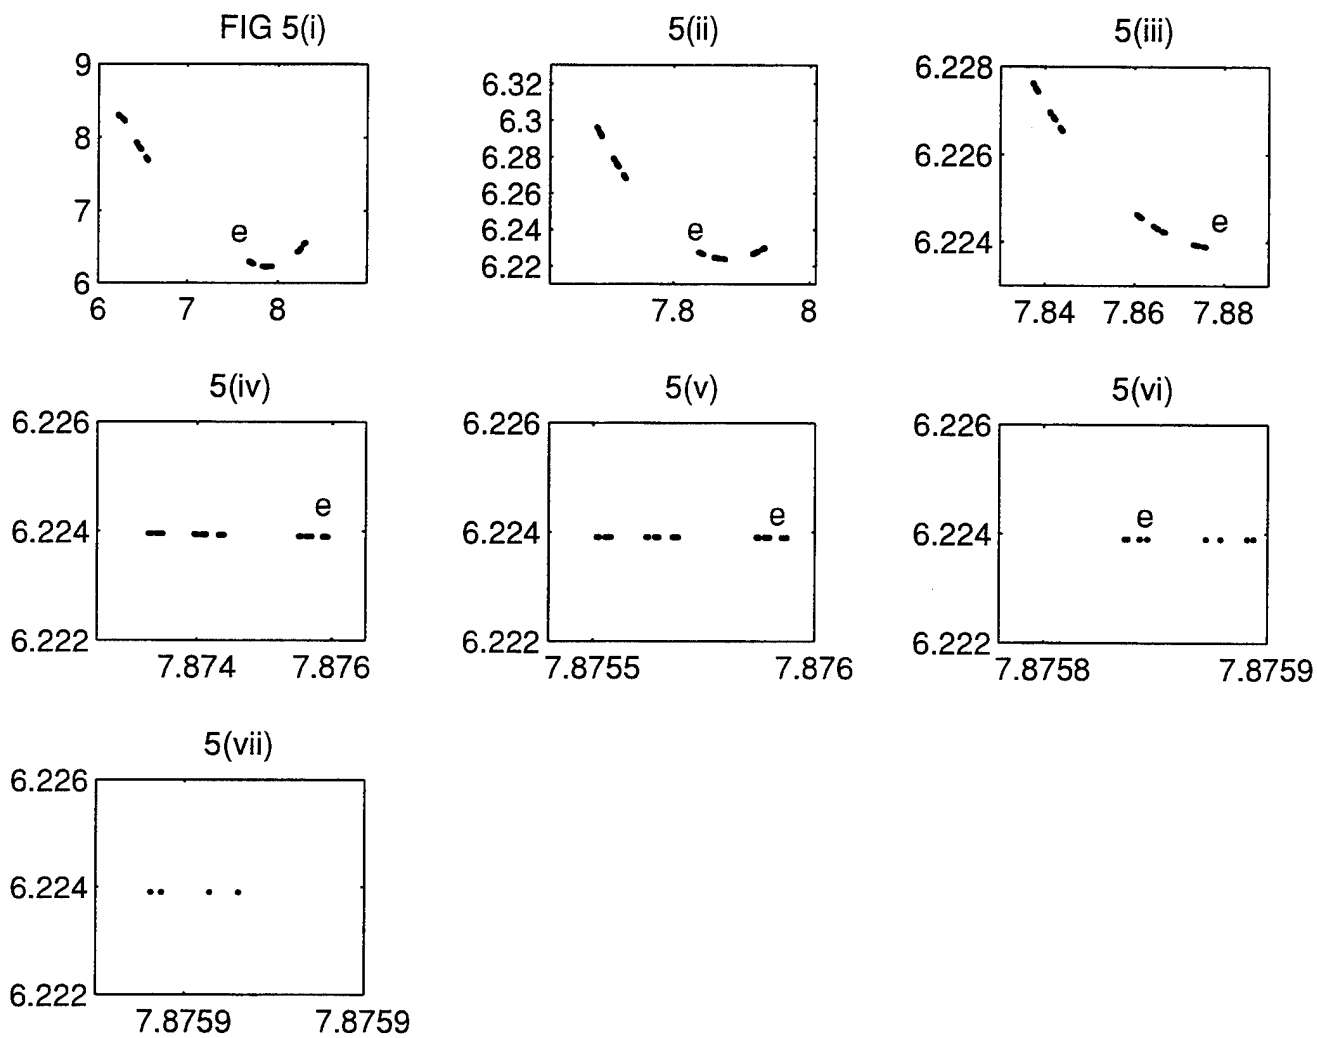 FIG 5(i)
9
8
7
6
e
6 7 8
5(ii)
6.32
6.3
6.28
6.26
6.24
6.22
e
7.8 8
5(iii)
6.228
6.226
6.224
e
7.84 7.86 7.88
5(iv)
6.226
6.224
6.222
e
7.874 7.876
5(v)
6.226
6.224
6.222
e
7.8755 7.876
5(vi)
6.226
6.224
6.222
e
7.8758 7.8759
5(vii)
6.226
6.224
6.222
7.8759 7.8759